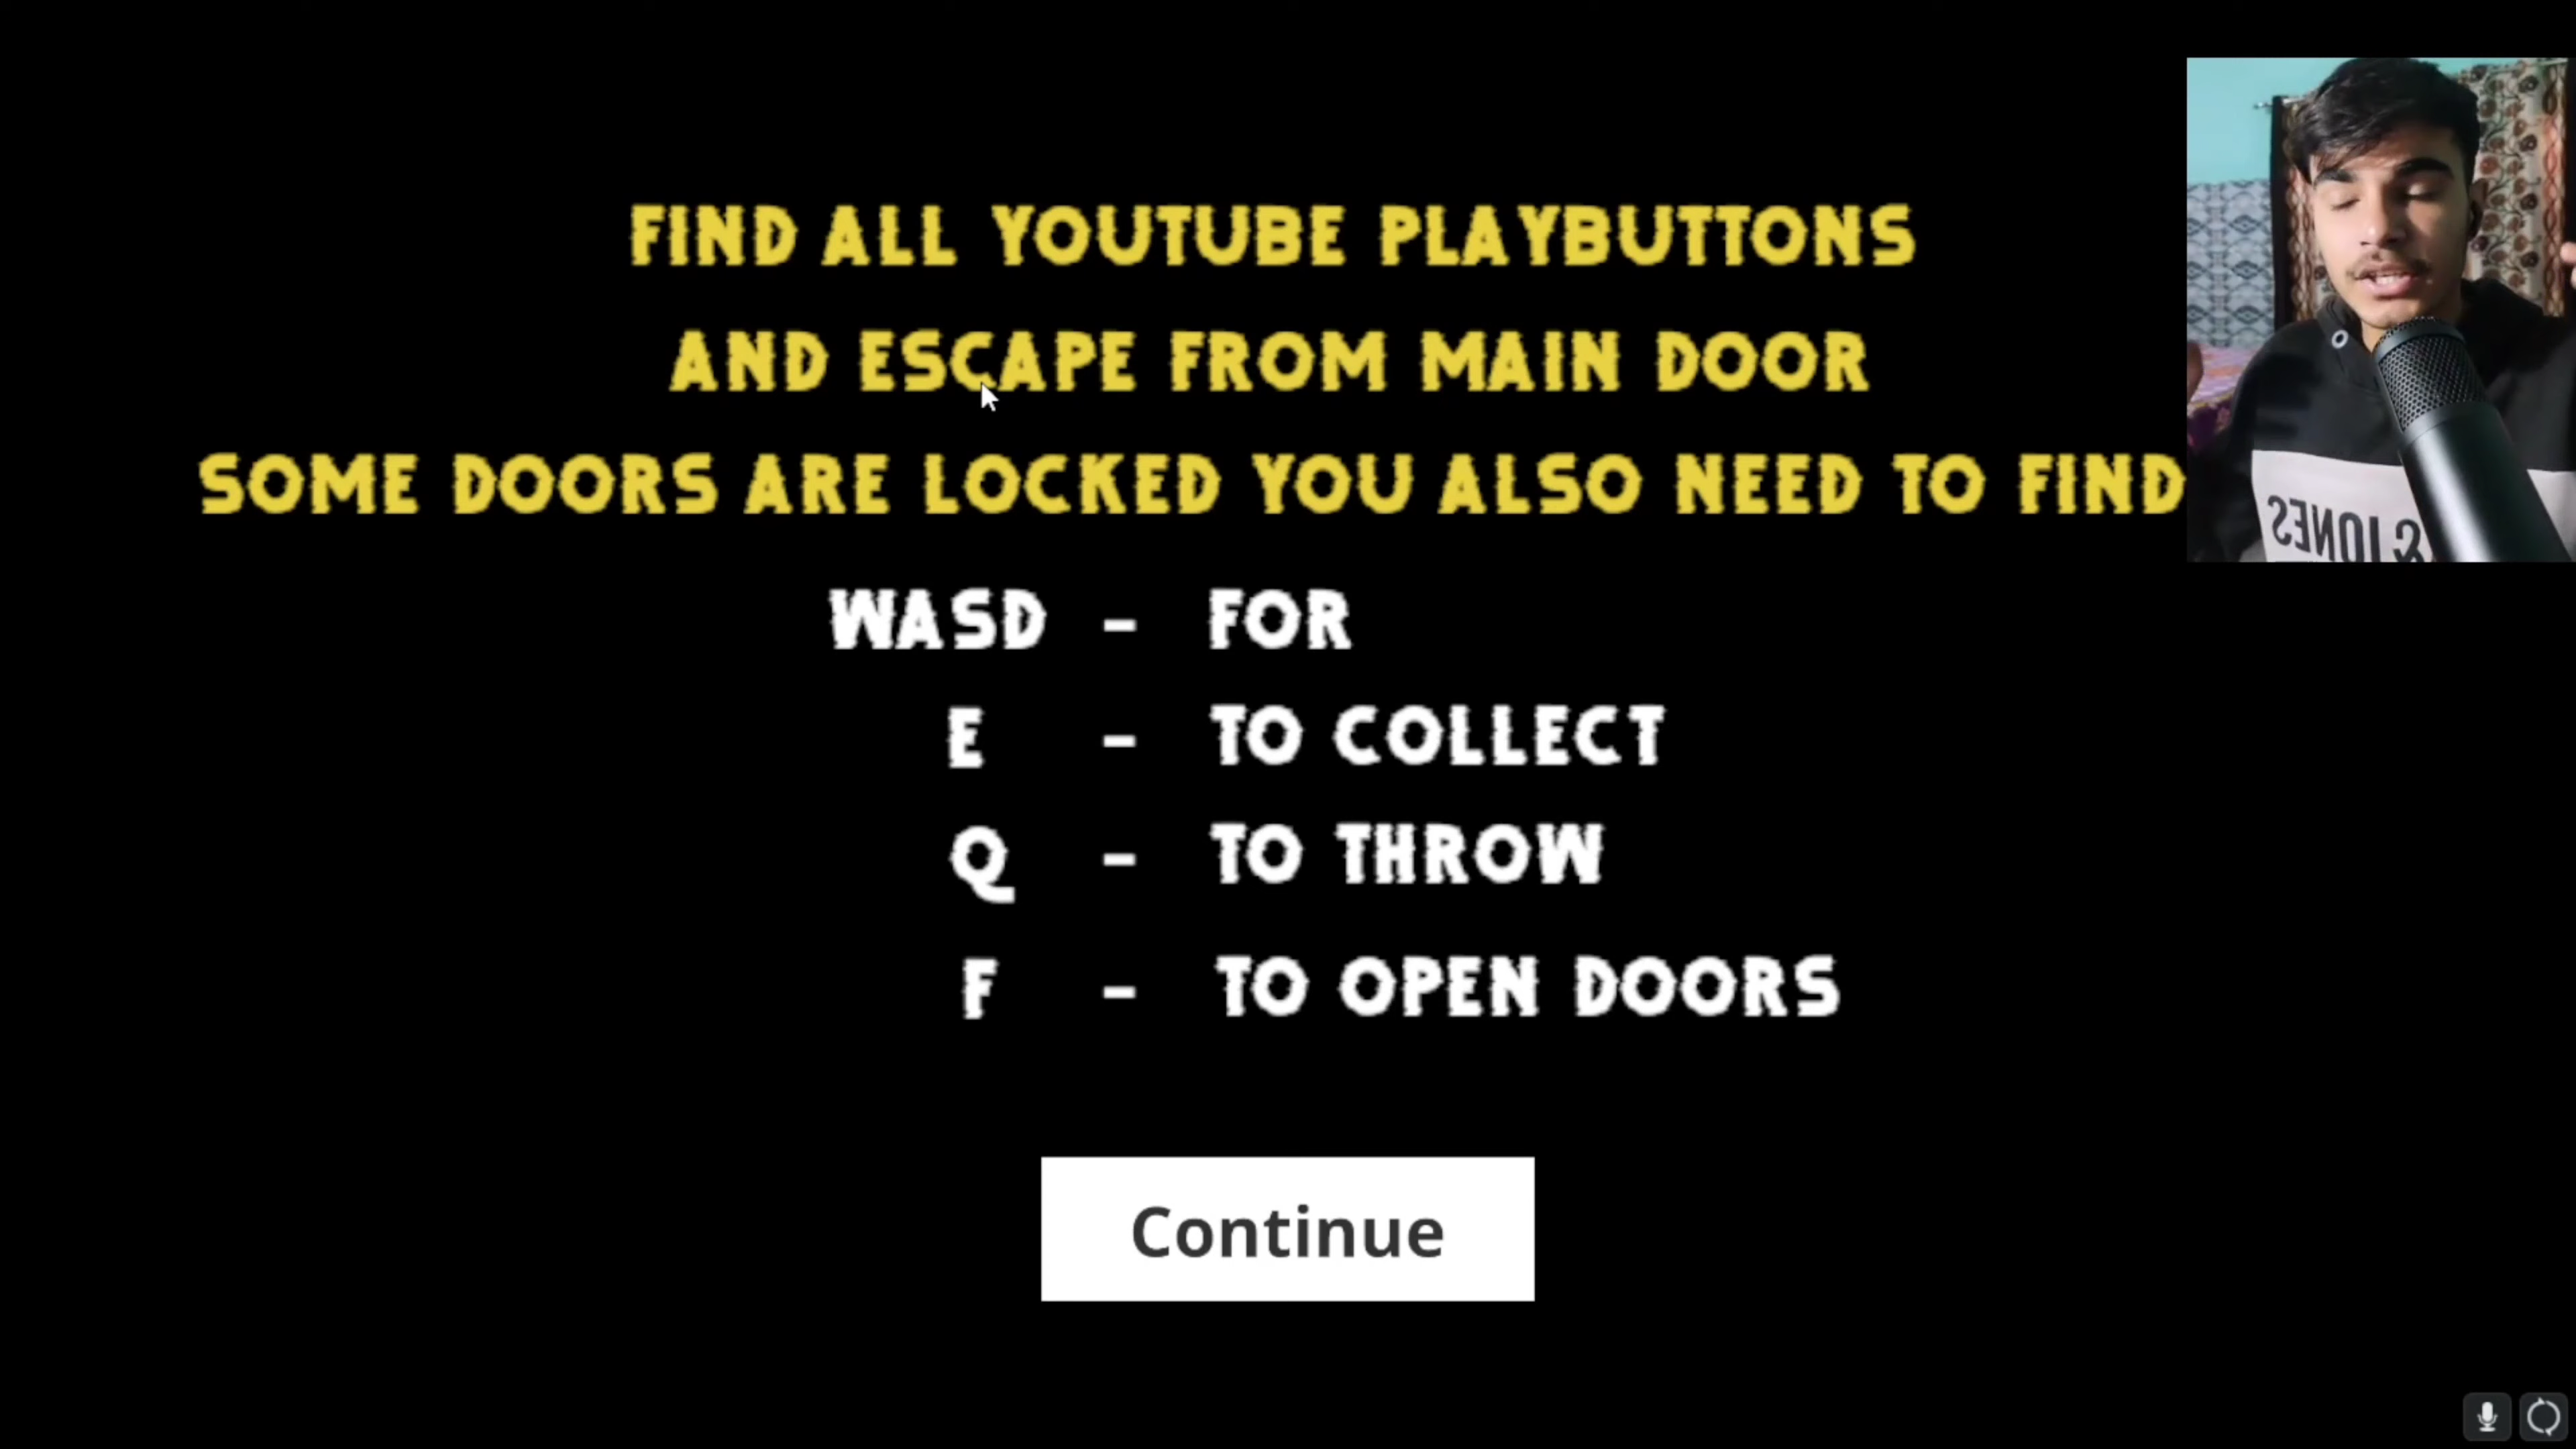 FIND ALL YOUTUBE PLAYBUTTONS
AND ESCAPE FROM MAIN DOOR
SOME DOORS ARE LOCKED YOU ALSO NEED TO FIND
WASD - FOR
E - TO COLLECT
Q - TO THROW
F - TO OPEN DOORS
Continue
& JONES